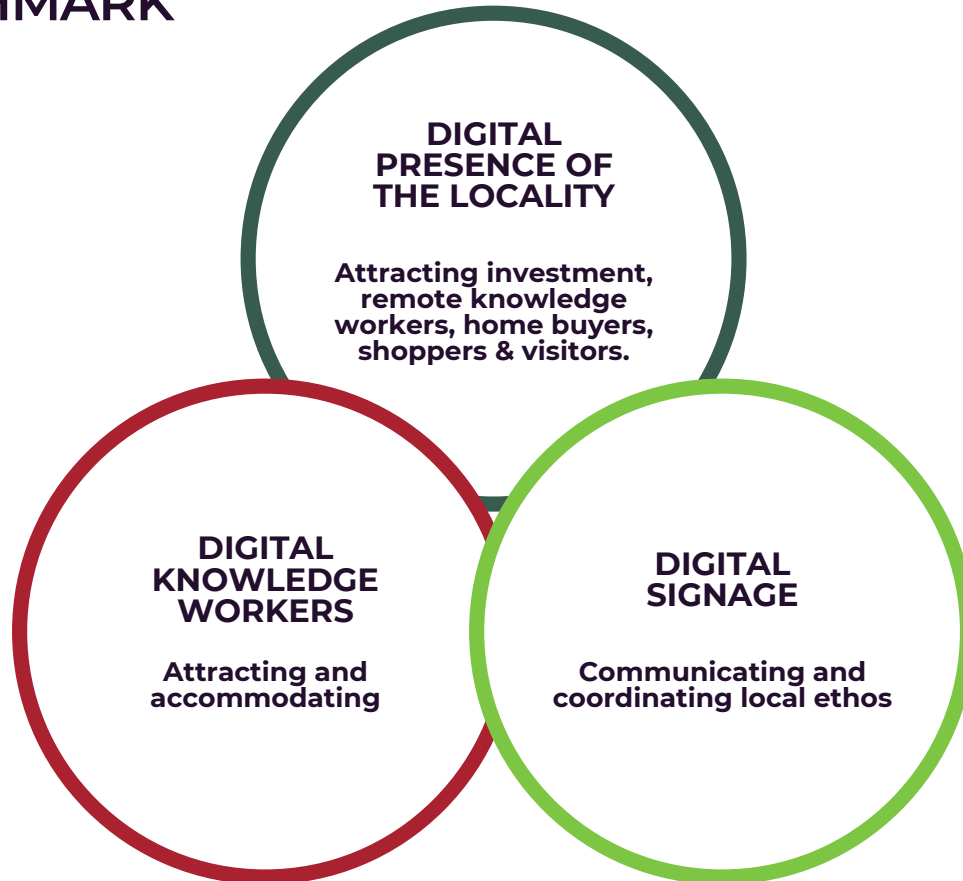 DIGITAL
PRESENCE OF
THE LOCALITY
Attracting investment,
remote knowledge
workers, home buyers,
shoppers & visitors.
DIGITAL
KNOWLEDGE
WORKERS
Attracting and
accommodating
DIGITAL
SIGNAGE
Communicating and
coordinating local ethos